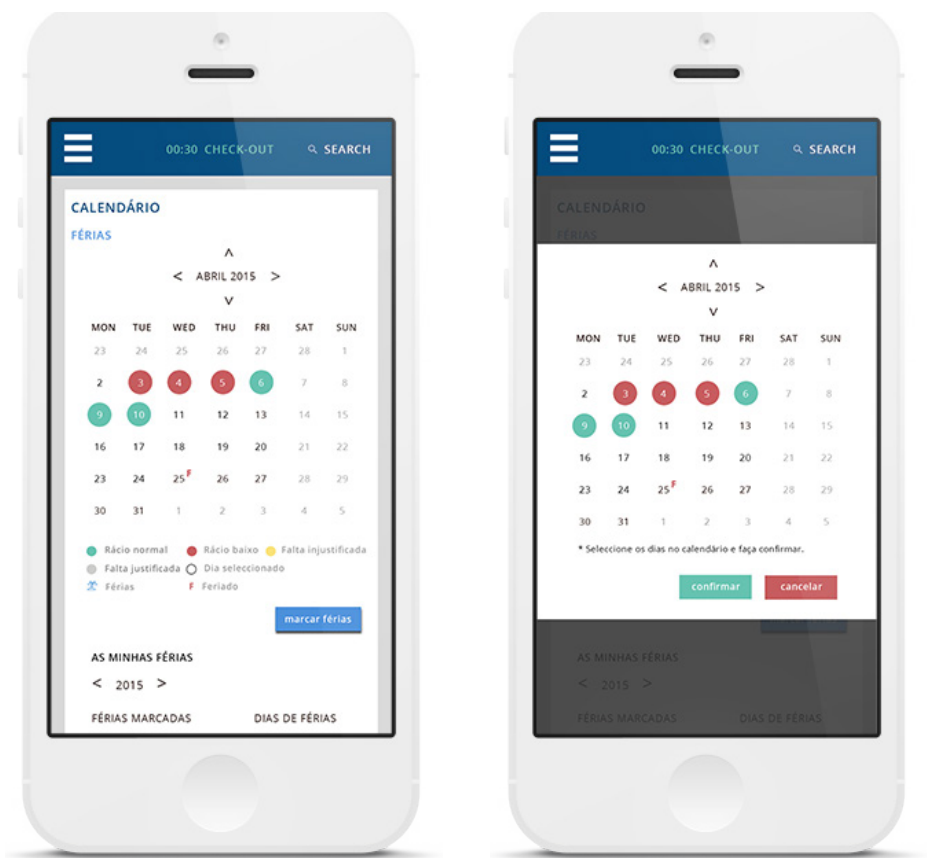 00:30 CHECK-OUT SEARCH
CALENDÁRIO
FÉRIAS
< ABRIL 2015 >
MON TUE WED THU FRI SAT SUN
23 24 25 26 27 28 1
2 3 4 5 6 7 8
9 10 11 12 13 14 15
16 17 18 19 20 21 22
23 24 25 F 26 27 28 29
30 31 1 2 3 4 5
Rácio normal Rácio baixo Falta injustificada
Falta justificada Dia seleccionado
Férias F Feriado
marcar férias
AS MINHAS FÉRIAS
< 2015 >
FÉRIAS MARCADAS DIAS DE FÉRIAS
00:30 CHECK-OUT SEARCH
CALENDÁRIO
FÉRIAS
< ABRIL 2015 >
MON TUE WED THU FRI SAT SUN
23 24 25 26 27 28 1
2 3 4 5 6 7 8
9 10 11 12 13 14 15
16 17 18 19 20 21 22
23 24 25 F 26 27 28 29
30 31 1 2 3 4 5
* Seleccione os dias no calendário e faça confirmar.
confirmar cancelar
AS MINHAS FÉRIAS
< 2015 >
FÉRIAS MARCADAS DIAS DE FÉRIAS